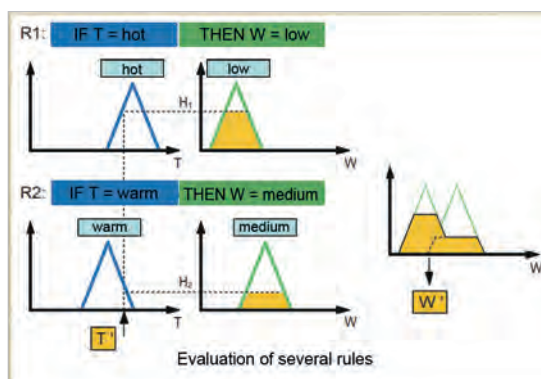 R1: IF T = hot THEN W = low
hot low
H₁
T W
R2: IF T = warm THEN W = medium
warm medium
H₂
T W
T '
W
W '
Evaluation of several rules